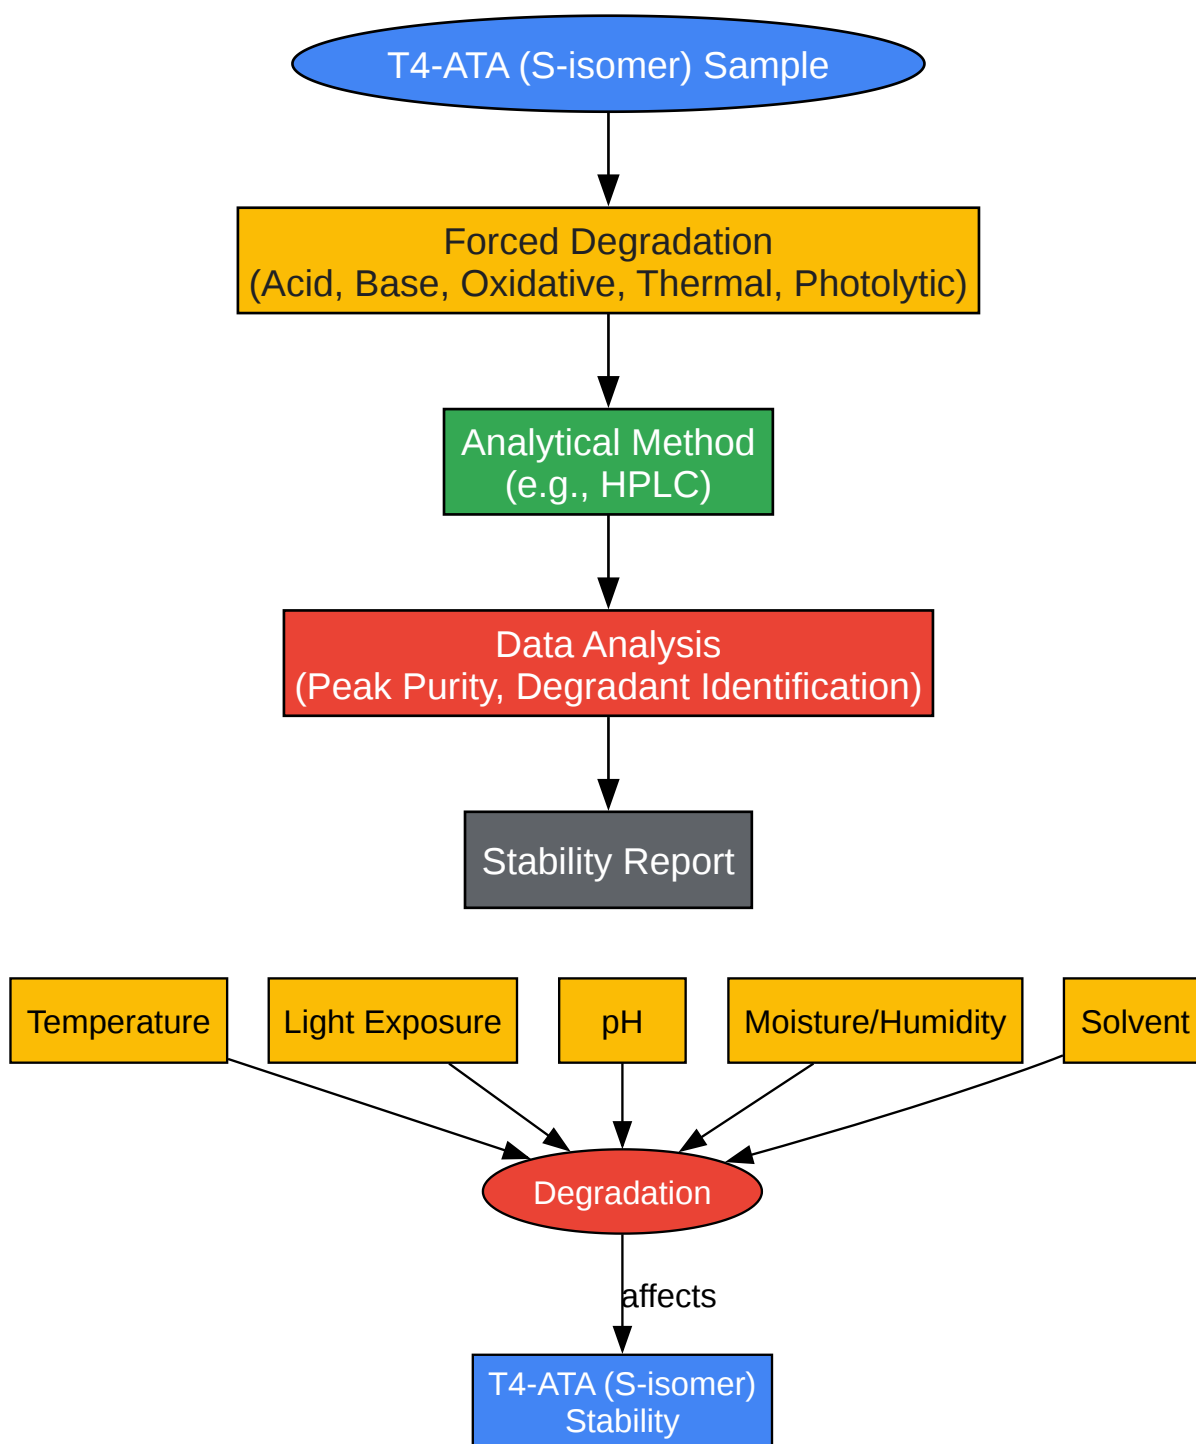 T4-ATA (S-isomer) Sample
Forced Degradation
(Acid, Base, Oxidative, Thermal, Photolytic)
Analytical Method
(e.g., HPLC)
Data Analysis
(Peak Purity, Degradant Identification)
Stability Report
Temperature
Light Exposure
pH
Moisture/Humidity
Solvent
Degradation
affects
T4-ATA (S-isomer)
Stability